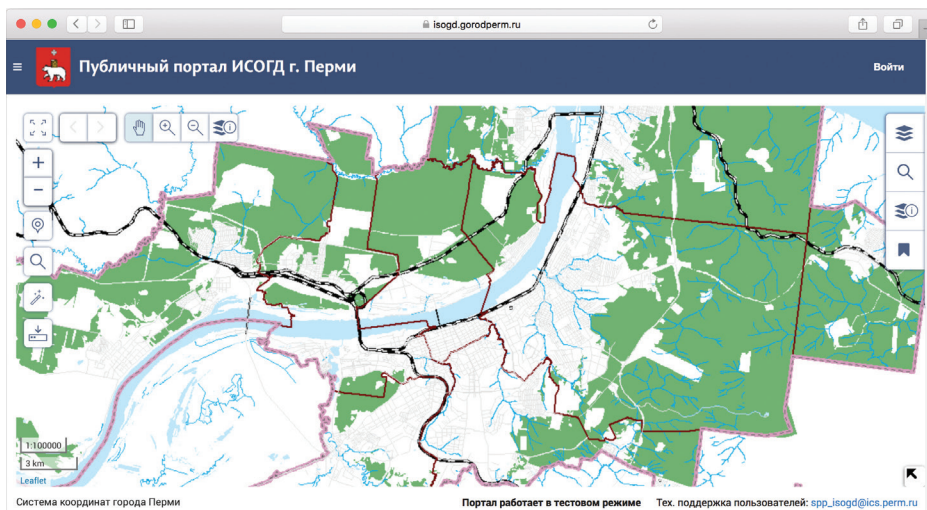 isogd.gorodperm.ru
Публичный портал ИСОГД г. Перми
Войти
1:100000
3 km
Leaflet
Система координат города Перми
Портал работает в тестовом режиме Тех. поддержка пользователей: spp_isogd@ics.perm.ru